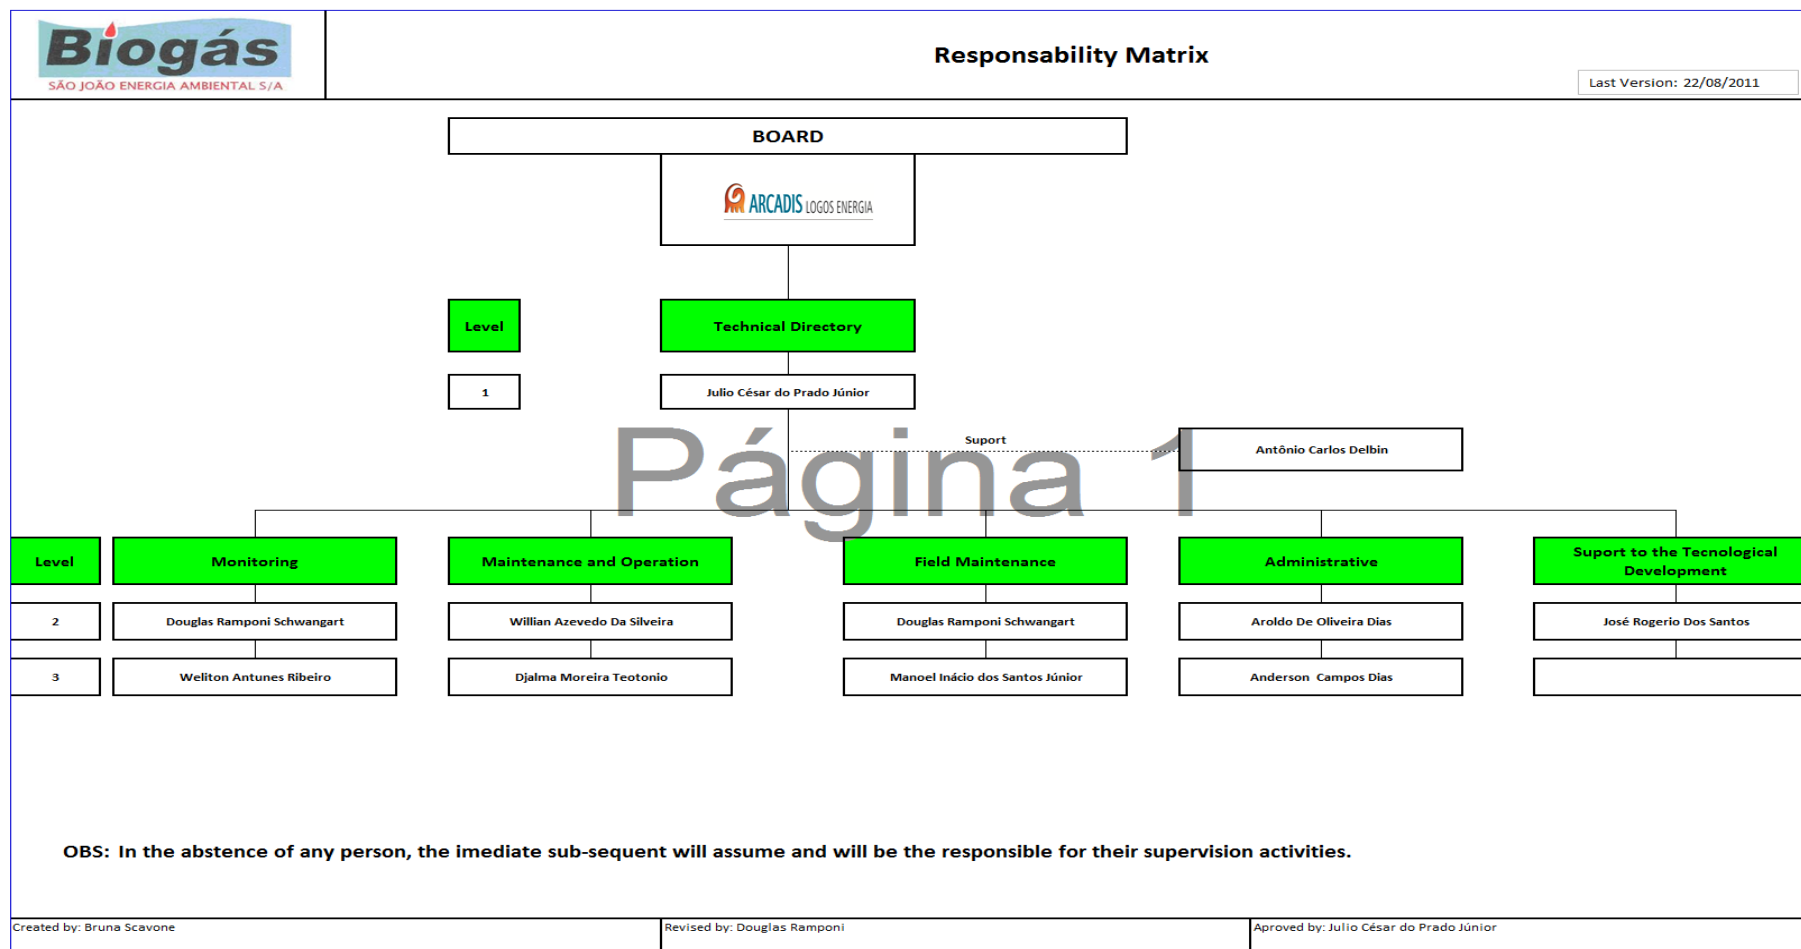 Biogás
SÃO JOÃO ENERGIA AMBIENTAL S/A
Responsability Matrix
Last Version: 22/08/2011
BOARD
ARCADIS LOGOS ENERGIA
Level
Technical Directory
1
Julio César do Prado Júnior
Suport
Antônio Carlos Delbin
Página 1
Level
Monitoring
Maintenance and Operation
Field Maintenance
Administrative
Suport to the Tecnological
Development
2
Douglas Ramponi Schwangart
Willian Azevedo Da Silveira
Douglas Ramponi Schwangart
Aroldo De Oliveira Dias
José Rogerio Dos Santos
3
Weliton Antunes Ribeiro
Djalma Moreira Teotonio
Manoel Inácio dos Santos Júnior
Anderson  Campos Dias
OBS: In the abstence of any person, the imediate sub-sequent will assume and will be the responsible for their supervision activities.
Created by: Bruna Scavone
Revised by: Douglas Ramponi
Aproved by: Julio César do Prado Júnior